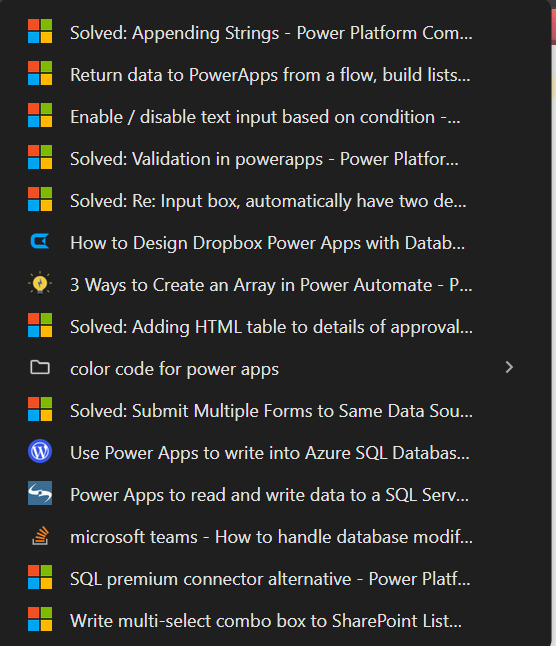 Solved: Appending Strings - Power Platform Com...
Return data to PowerApps from a flow, build lists...
Enable / disable text input based on condition -...
Solved: Validation in powerapps - Power Platfor...
Solved: Re: Input box, automatically have two de...
How to Design Dropbox Power Apps with Datab...
3 Ways to Create an Array in Power Automate - P...
Solved: Adding HTML table to details of approval...
color code for power apps
Solved: Submit Multiple Forms to Same Data Sou...
Use Power Apps to write into Azure SQL Databas...
Power Apps to read and write data to a SQL Serv...
microsoft teams - How to handle database modif...
SQL premium connector alternative - Power Platf...
Write multi-select combo box to SharePoint List...